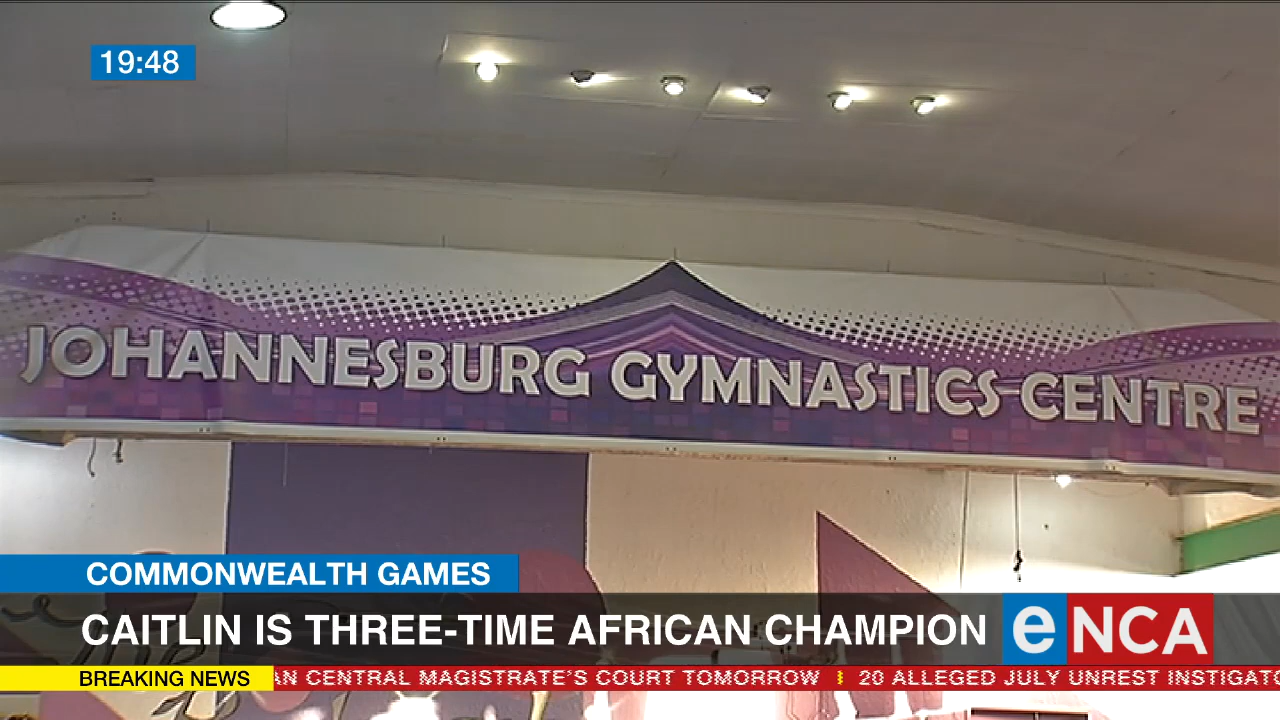 19:48
JOHANNESBURG GYMNASTICS CENTRE
COMMONWEALTH GAMES
CAITLIN IS THREE-TIME AFRICAN CHAMPION
eNCA
BREAKING NEWS
CENTRAL MAGISTRATE'S COURT TOMORROW 20 ALLEGED JULY UNREST